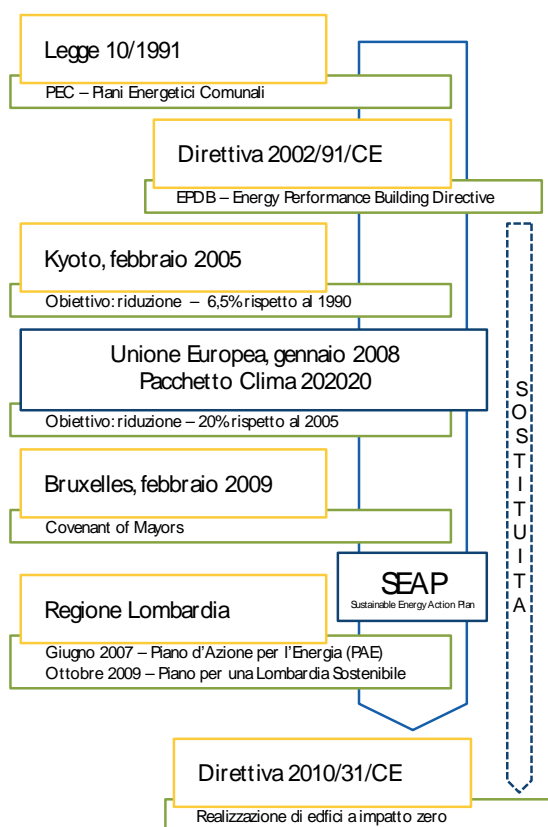 Legge 10/1991
PEC – Piani Energetici Comunali
Direttiva 2002/91/CE
EPDB – Energy Performance Building Directive
Kyoto, febbraio 2005
Obiettivo: riduzione – 6,5% rispetto al 1990
Unione Europea, gennaio 2008
Pacchetto Clima 202020
Obiettivo: riduzione – 20% rispetto al 2005
Bruxelles, febbraio 2009
Covenant of Mayors
SEAP
Sustainable Energy Action Plan
Regione Lombardia
Giugno 2007 – Piano d'Azione per l'Energia (PAE)
Ottobre 2009 – Piano per una Lombardia Sostenibile
SOSTITUITA
Direttiva 2010/31/CE
Realizzazione di edfici a impatto zero